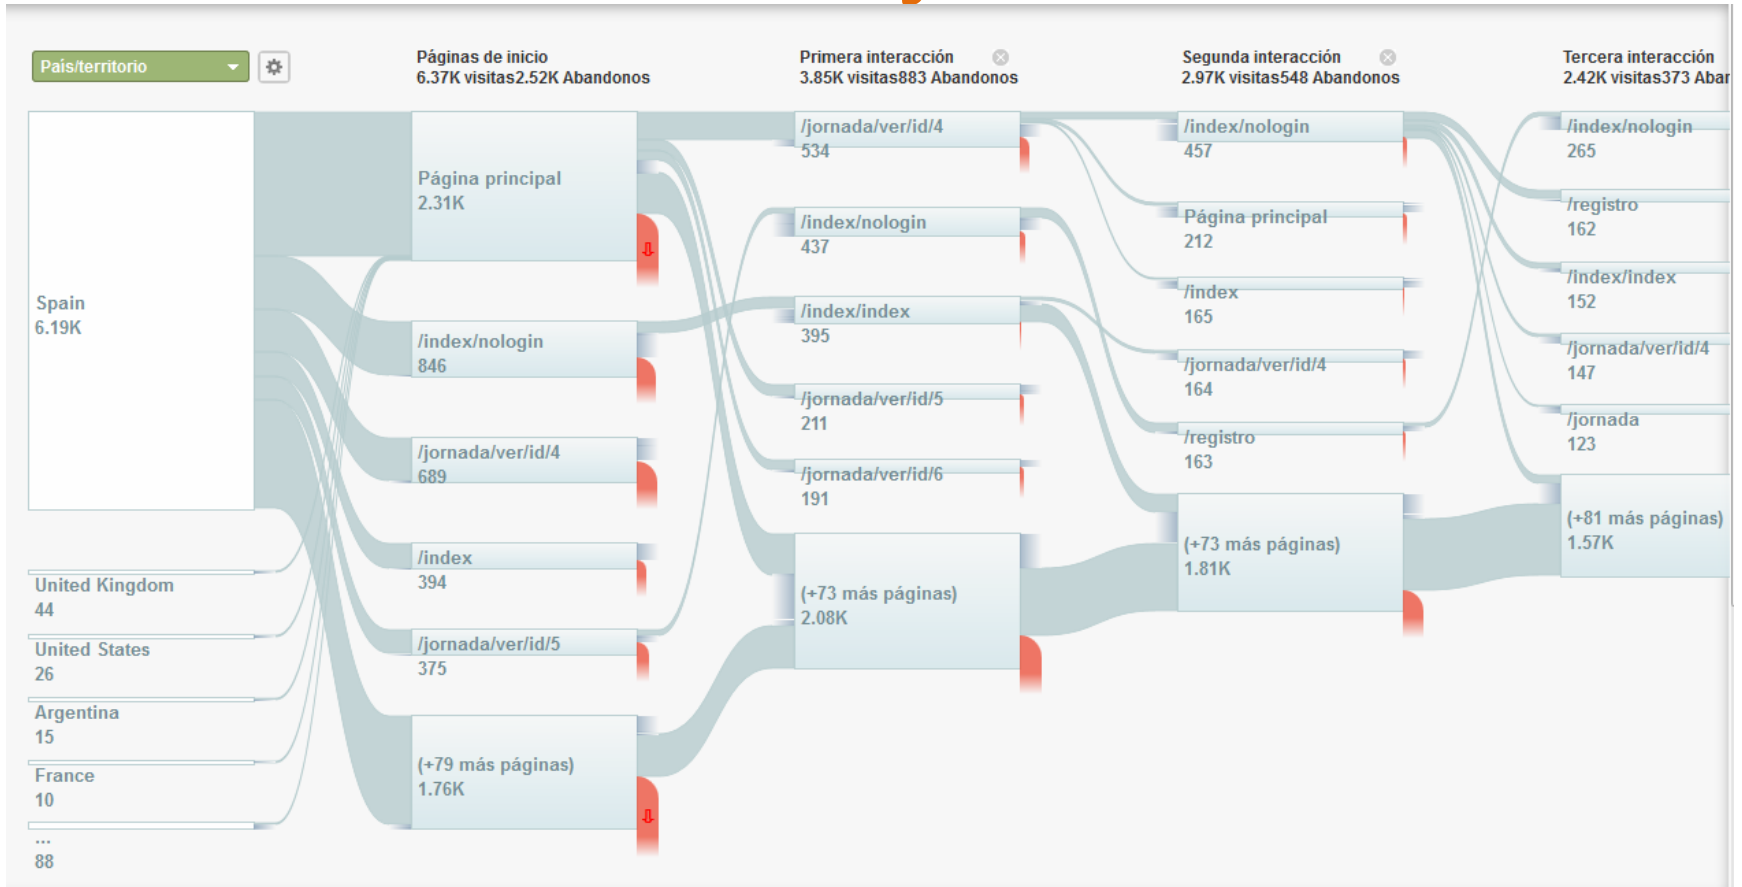 País/territorio
Páginas de inicio
6.37K visitas2.52K Abandonos
Primera interacción
3.85K visitas883 Abandonos
Segunda interacción
2.97K visitas548 Abandonos
Tercera interacción
2.42K visitas373 Aban
Spain
6.19K
United Kingdom
44
United States
26
Argentina
15
France
10
...
88
Página principal
2.31K
/index/nologin
846
/jornada/ver/id/4
689
/index
394
/jornada/ver/id/5
375
(+79 más páginas)
1.76K
/jornada/ver/id/4
534
/index/nologin
437
/index/index
395
/jornada/ver/id/5
211
/jornada/ver/id/6
191
(+73 más páginas)
2.08K
/index/nologin
457
Página principal
212
/index
165
/jornada/ver/id/4
164
/registro
163
(+73 más páginas)
1.81K
/index/nologin
265
/registro
162
/index/index
152
/jornada/ver/id/4
147
/jornada
123
(+81 más páginas)
1.57K